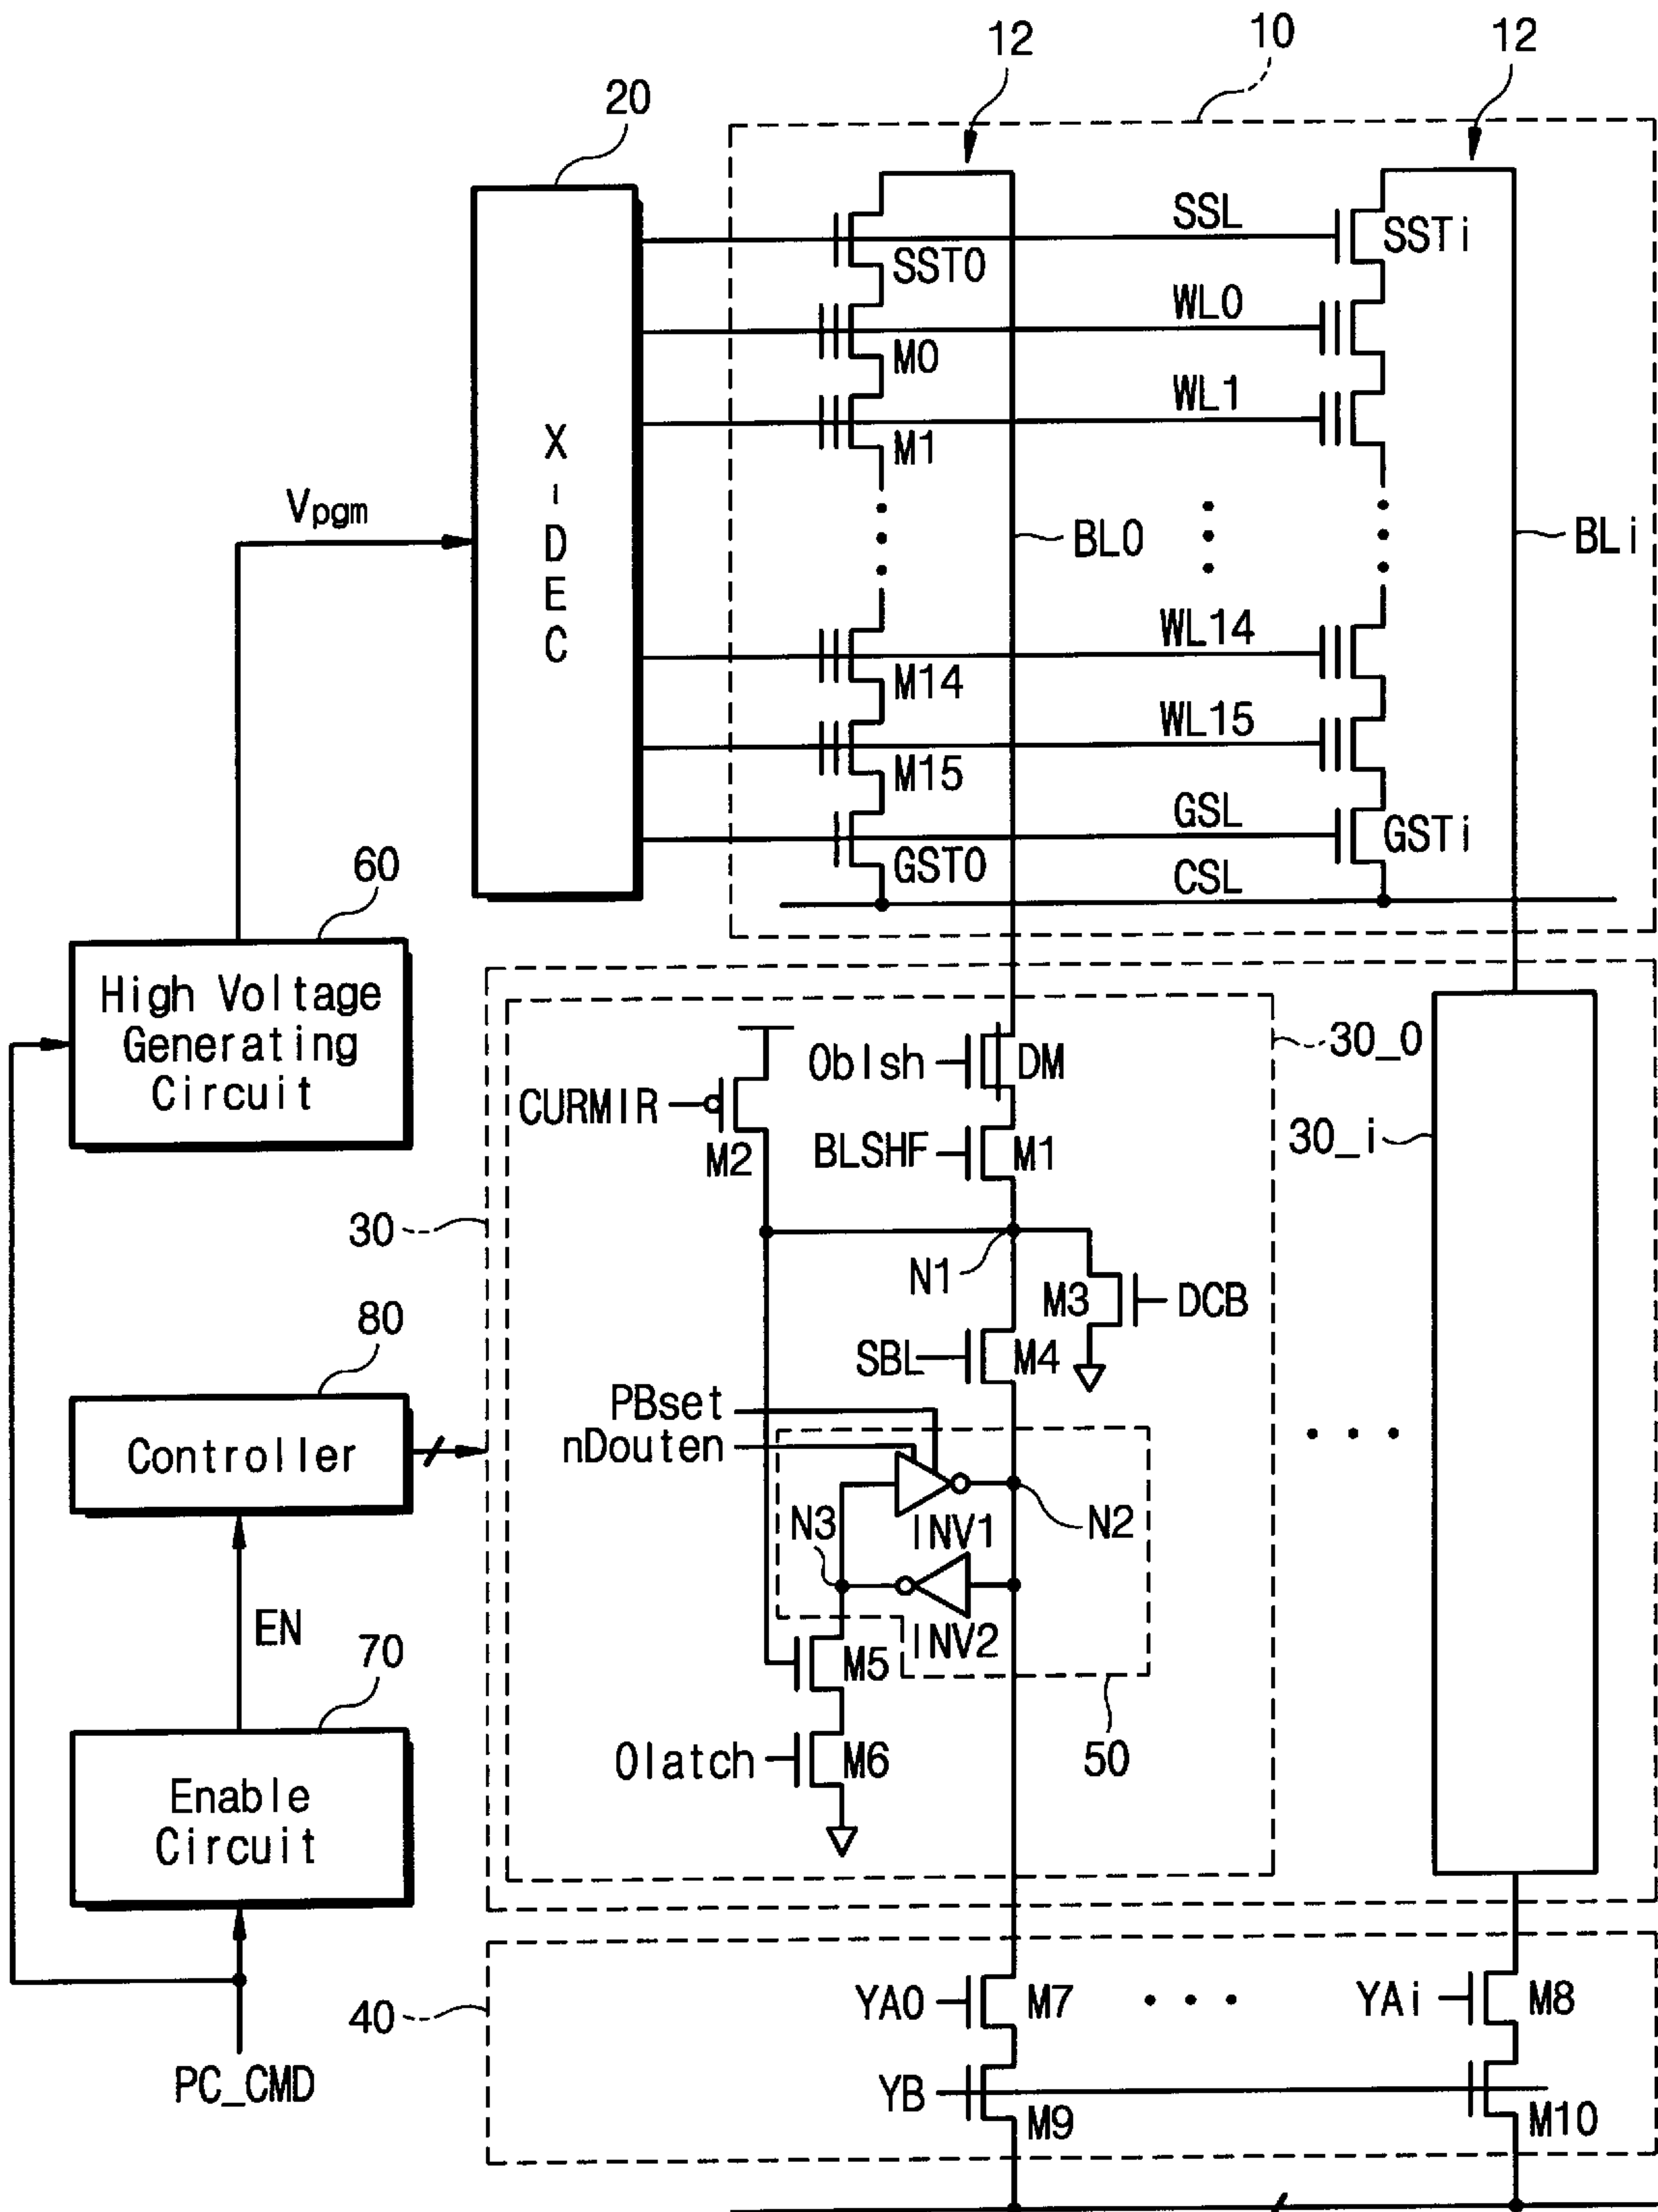 12
10
12
20
SSL
SSTi
SST0
WL0
M0
WL1
M1
X-DEC
Vpgm
BL0
BLi
WL14
M14
WL15
M15
GSL
GSTi
GST0
CSL
60
High Voltage
Generating
Circuit
30_0
Oblsh
DM
CURMIR
M2
BLSHF
M1
30_i
30
N1
M3
DCB
80
SBL
M4
PBset
nDouten
Controller
N3
INV1
N2
EN
INV2
70
M5
50
Olatch
M6
Enable
Circuit
YA0
M7
YAi
M8
40
PC_CMD
YB
M9
M10